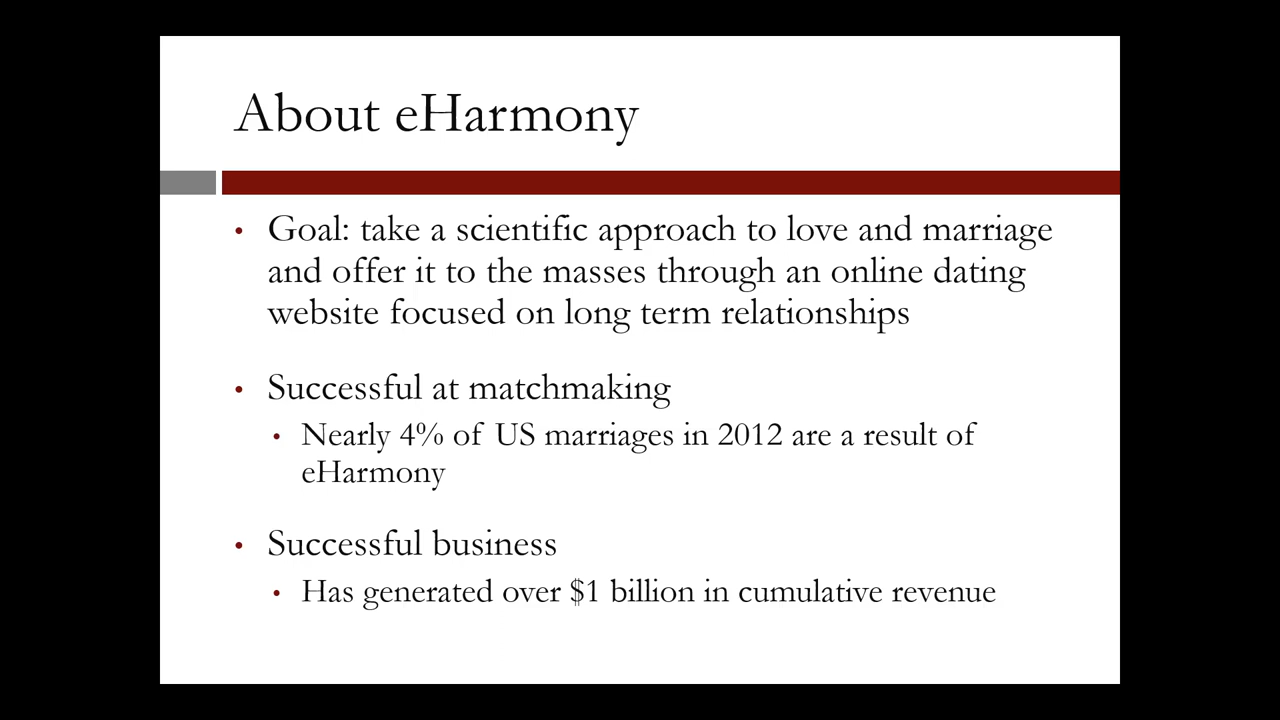 About eHarmony
• Goal: take a scientific approach to love and marriage
and offer it to the masses through an online dating
website focused on long term relationships
• Successful at matchmaking
• Nearly 4% of US marriages in 2012 are a result of
eHarmony
• Successful business
• Has generated over $1 billion in cumulative revenue